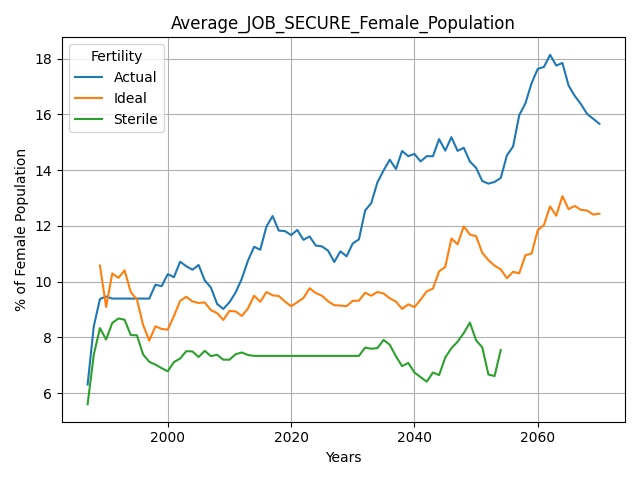 Average_JOB_SECURE_Female_Population
Fertility
Actual
Ideal
Sterile
% of Female Population
18
16
14
12
10
8
6
2000
2020
2040
2060
Years